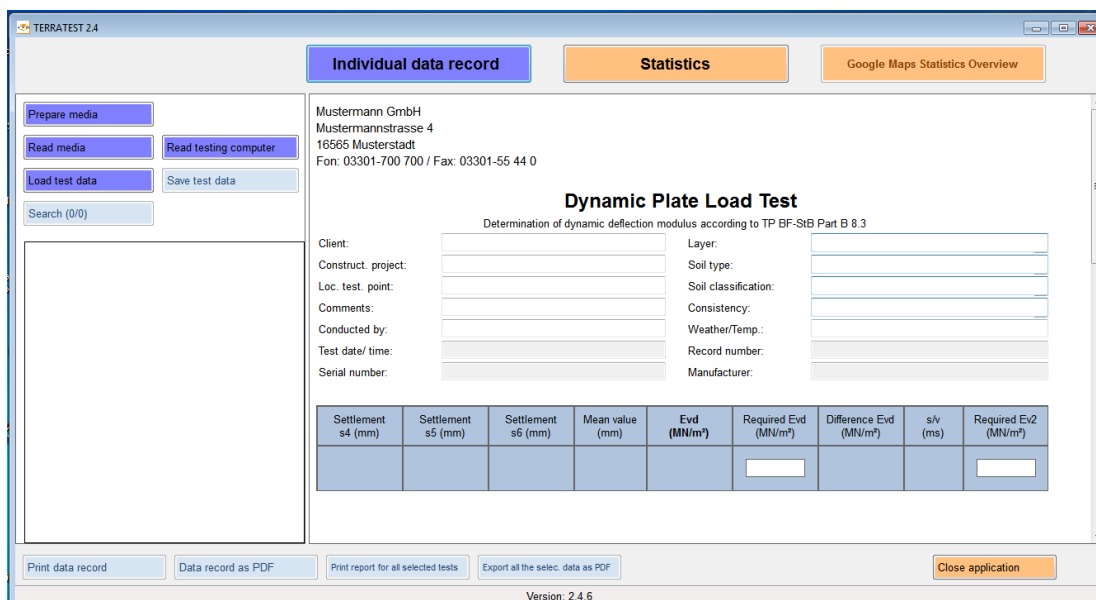 TERRATEST 2.4
Individual data record
Statistics
Google Maps Statistics Overview
Prepare media
Read media
Read testing computer
Load test data
Save test data
Search (0/0)
Mustermann GmbH
Mustermannstrasse 4
16565 Musterstadt
Fon: 03301-700 700 / Fax: 03301-55 44 0
Dynamic Plate Load Test
Determination of dynamic deflection modulus according to TP BF-StB Part B 8.3
Client:
Layer:
Construct. project:
Soil type:
Loc. test. point:
Soil classification:
Comments:
Consistency:
Conducted by:
Weather/Temp.:
Test date/ time:
Record number:
Serial number:
Manufacturer:
Settlement s4 (mm)
Settlement s5 (mm)
Settlement s6 (mm)
Mean value (mm)
Evd (MN/m²)
Required Evd (MN/m²)
Difference Evd (MN/m²)
s/v (ms)
Required Ev2 (MN/m²)
Print data record
Data record as PDF
Print report for all selected tests
Export all the selec. data as PDF
Close application
Version: 2.4.6